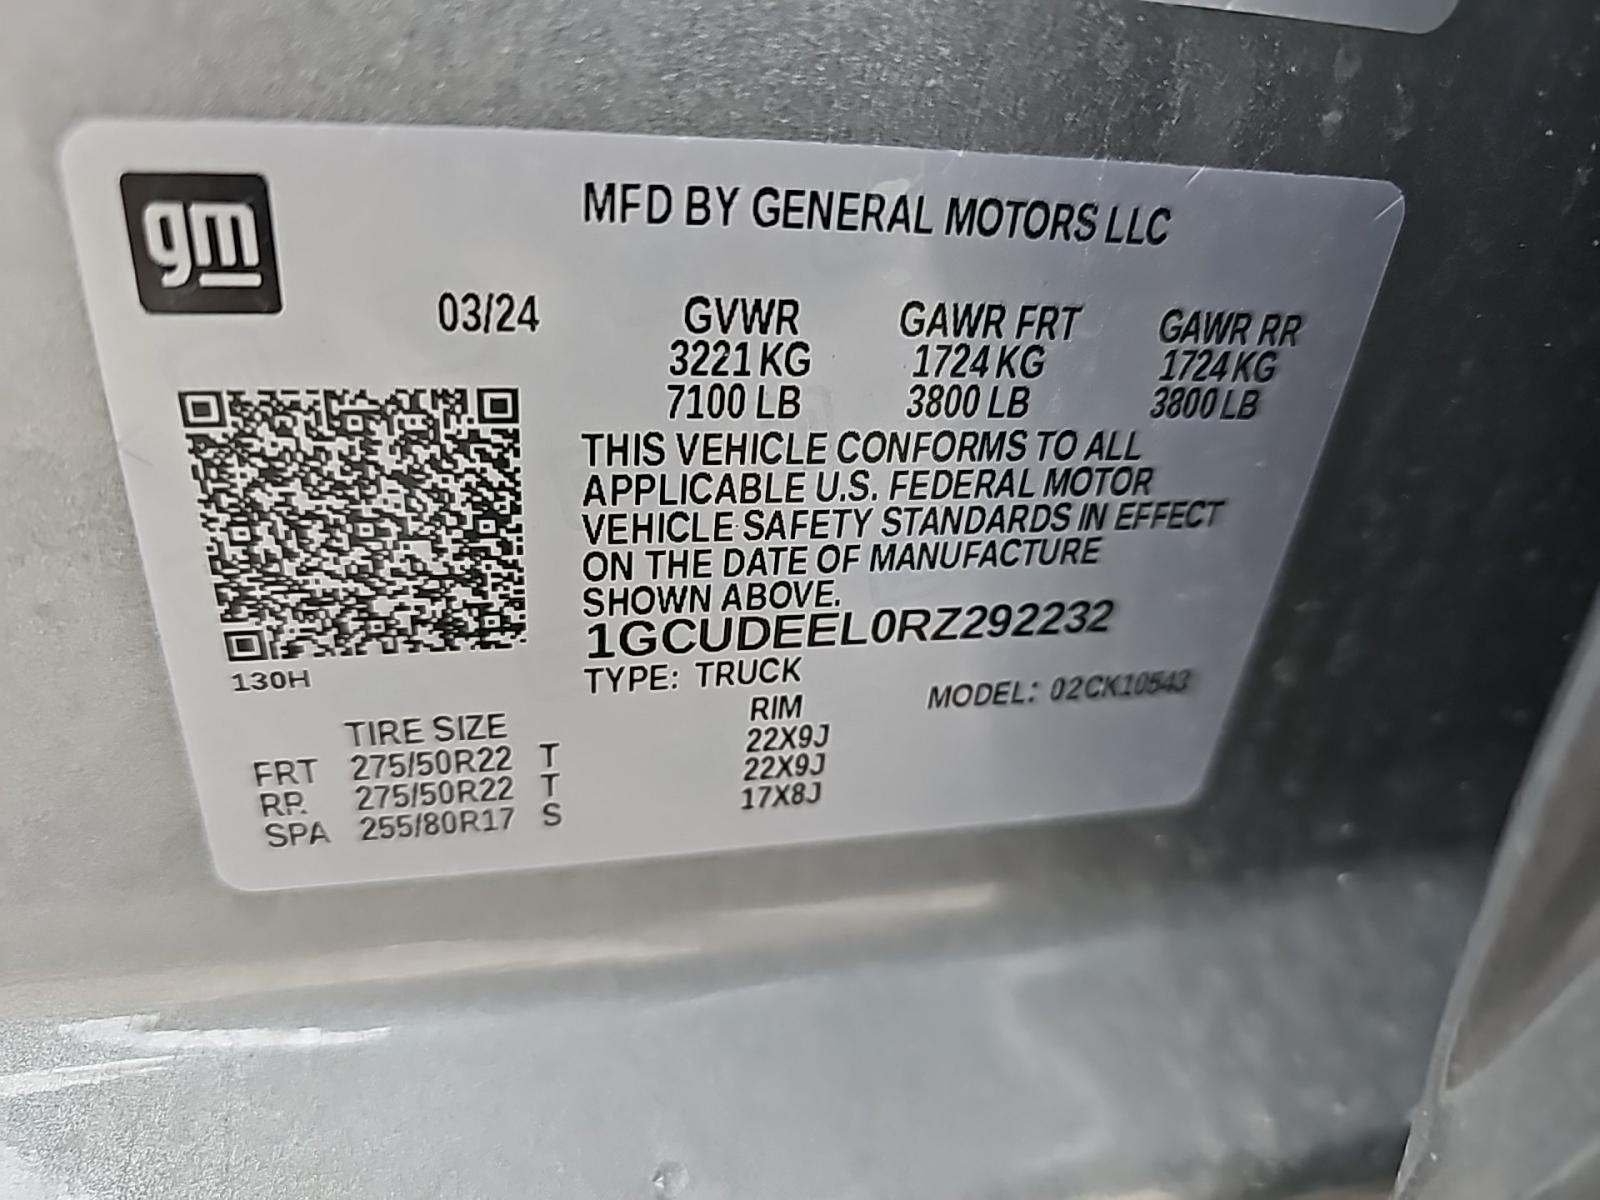 gm
MFD BY GENERAL MOTORS LLC
03/24 GVWR GAWR FRT GAWR RR
3221 KG 1724 KG 1724 KG
7100 LB 3800 LB 3800 LB
THIS VEHICLE CONFORMS TO ALL
APPLICABLE U.S. FEDERAL MOTOR
VEHICLE SAFETY STANDARDS IN EFFECT
ON THE DATE OF MANUFACTURE
SHOWN ABOVE.
1GCUDEEL0RZ292232
130H
TYPE: TRUCK MODEL: 02CK10543
TIRE SIZE RIM
FRT 275/50R22 T 22X9J
RR 275/50R22 T 22X9J
SPA 255/80R17 S 17X8J